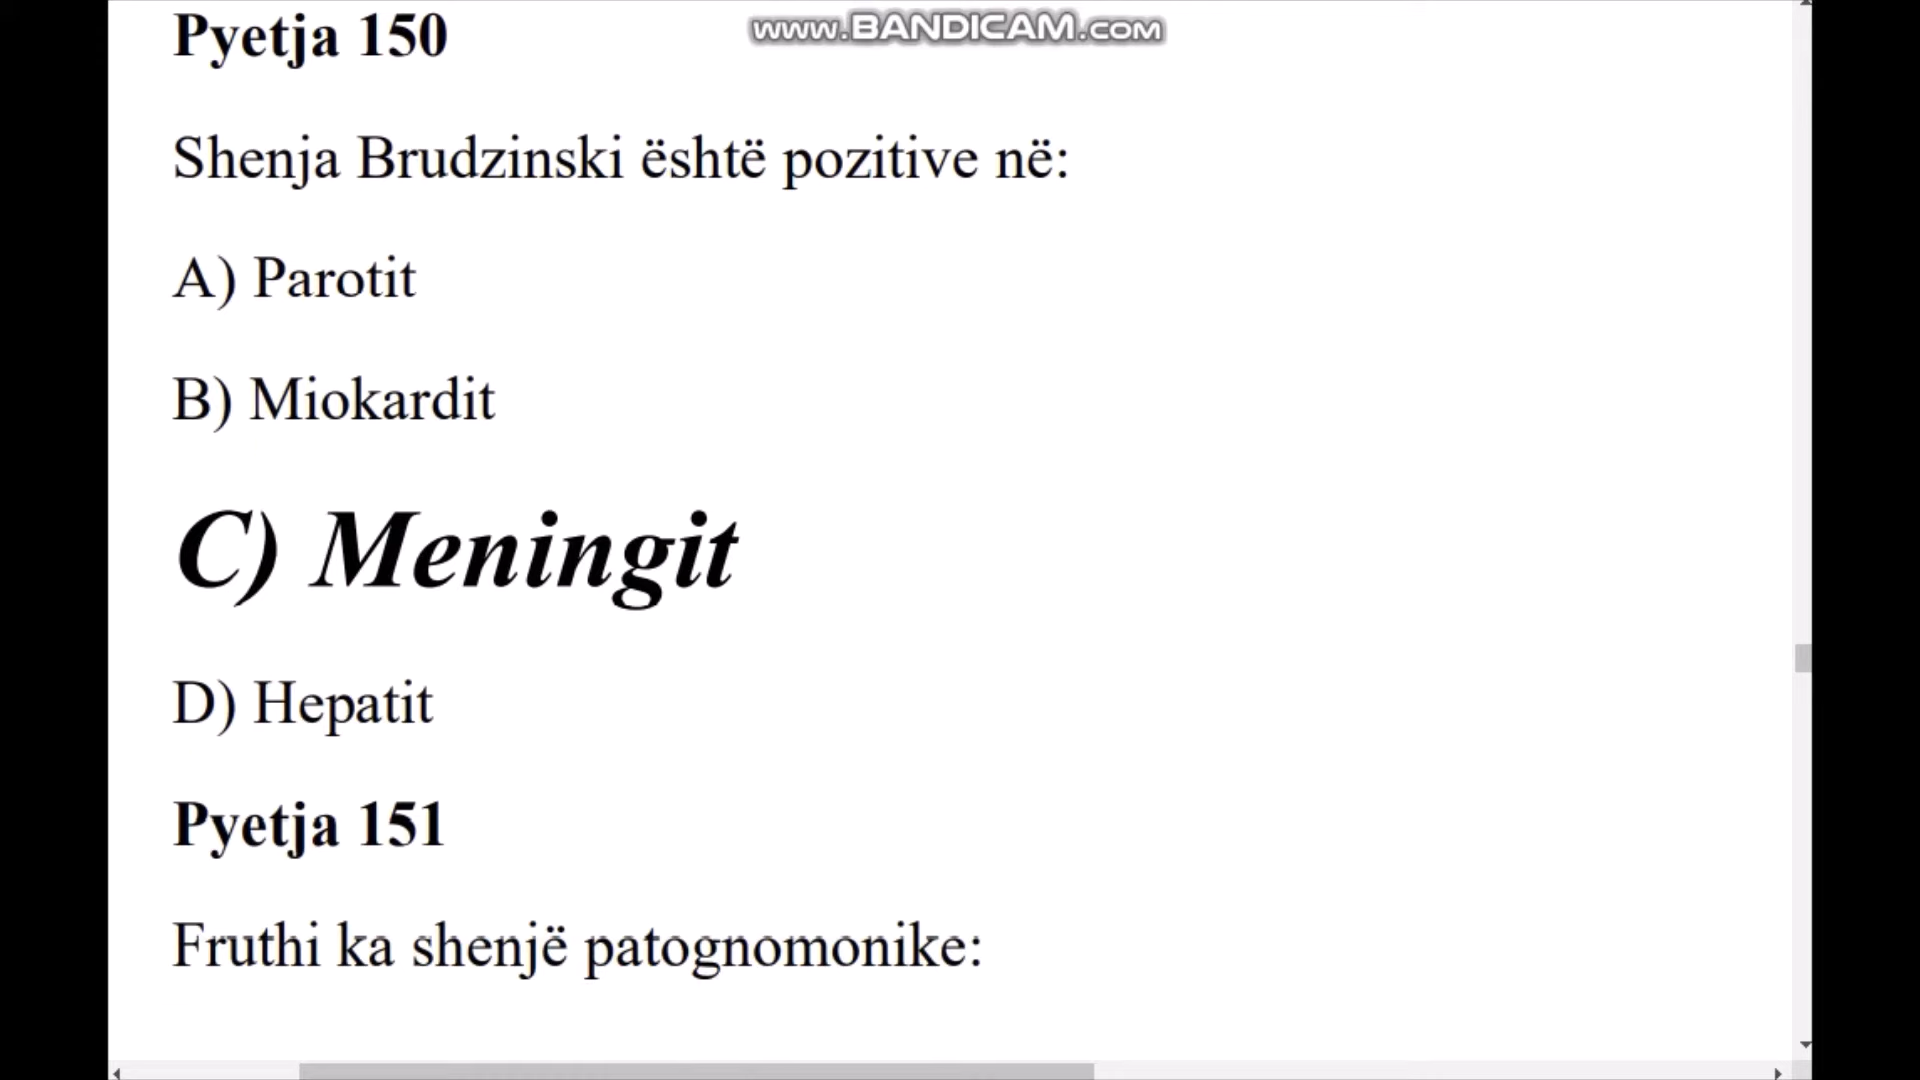 Pyetja 150
www.BANDICAM.com
Shenja Brudzinski është pozitive në:
A) Parotit
B) Miokardit
C) Meningit
D) Hepatit
Pyetja 151
Fruthi ka shenjë patognomonike: